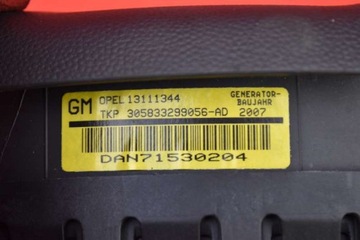 GM OPEL 13111344 GENERATOR-
TKP 305833299056-AD BAUJAHR 2007
DAN71530204